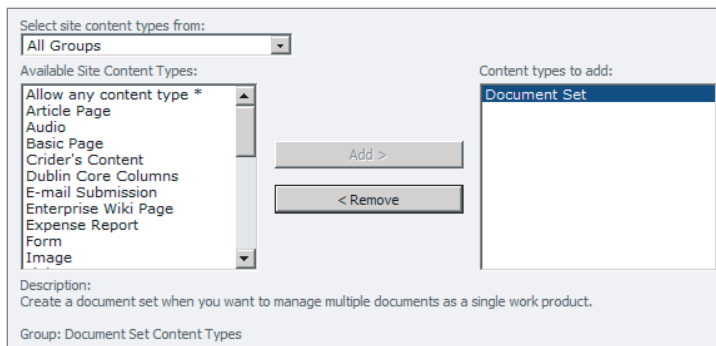 Select site content types from:
All Groups
Available Site Content Types:
Allow any content type *
Article Page
Audio
Basic Page
Crider's Content
Dublin Core Columns
E-mail Submission
Enterprise Wiki Page
Expense Report
Form
Image
Add >
< Remove
Content types to add:
Document Set
Description:
Create a document set when you want to manage multiple documents as a single work product.
Group: Document Set Content Types